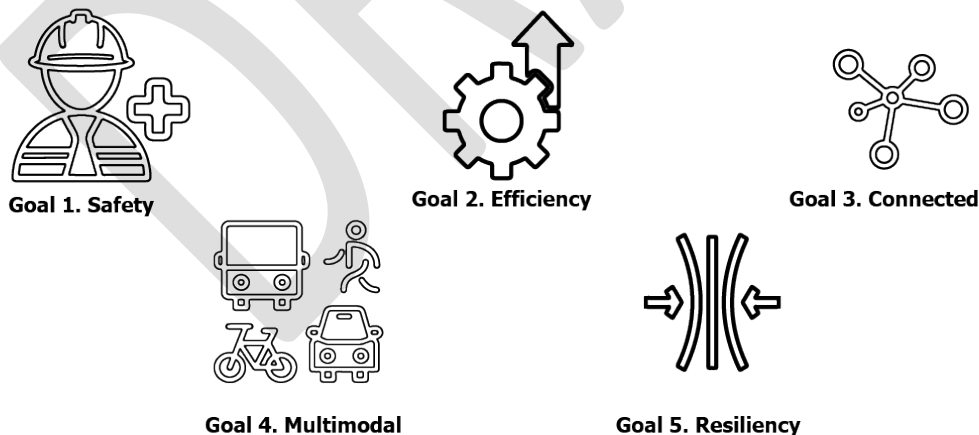 Goal 1. Safety
Goal 2. Efficiency
Goal 3. Connected
Goal 4. Multimodal
Goal 5. Resiliency